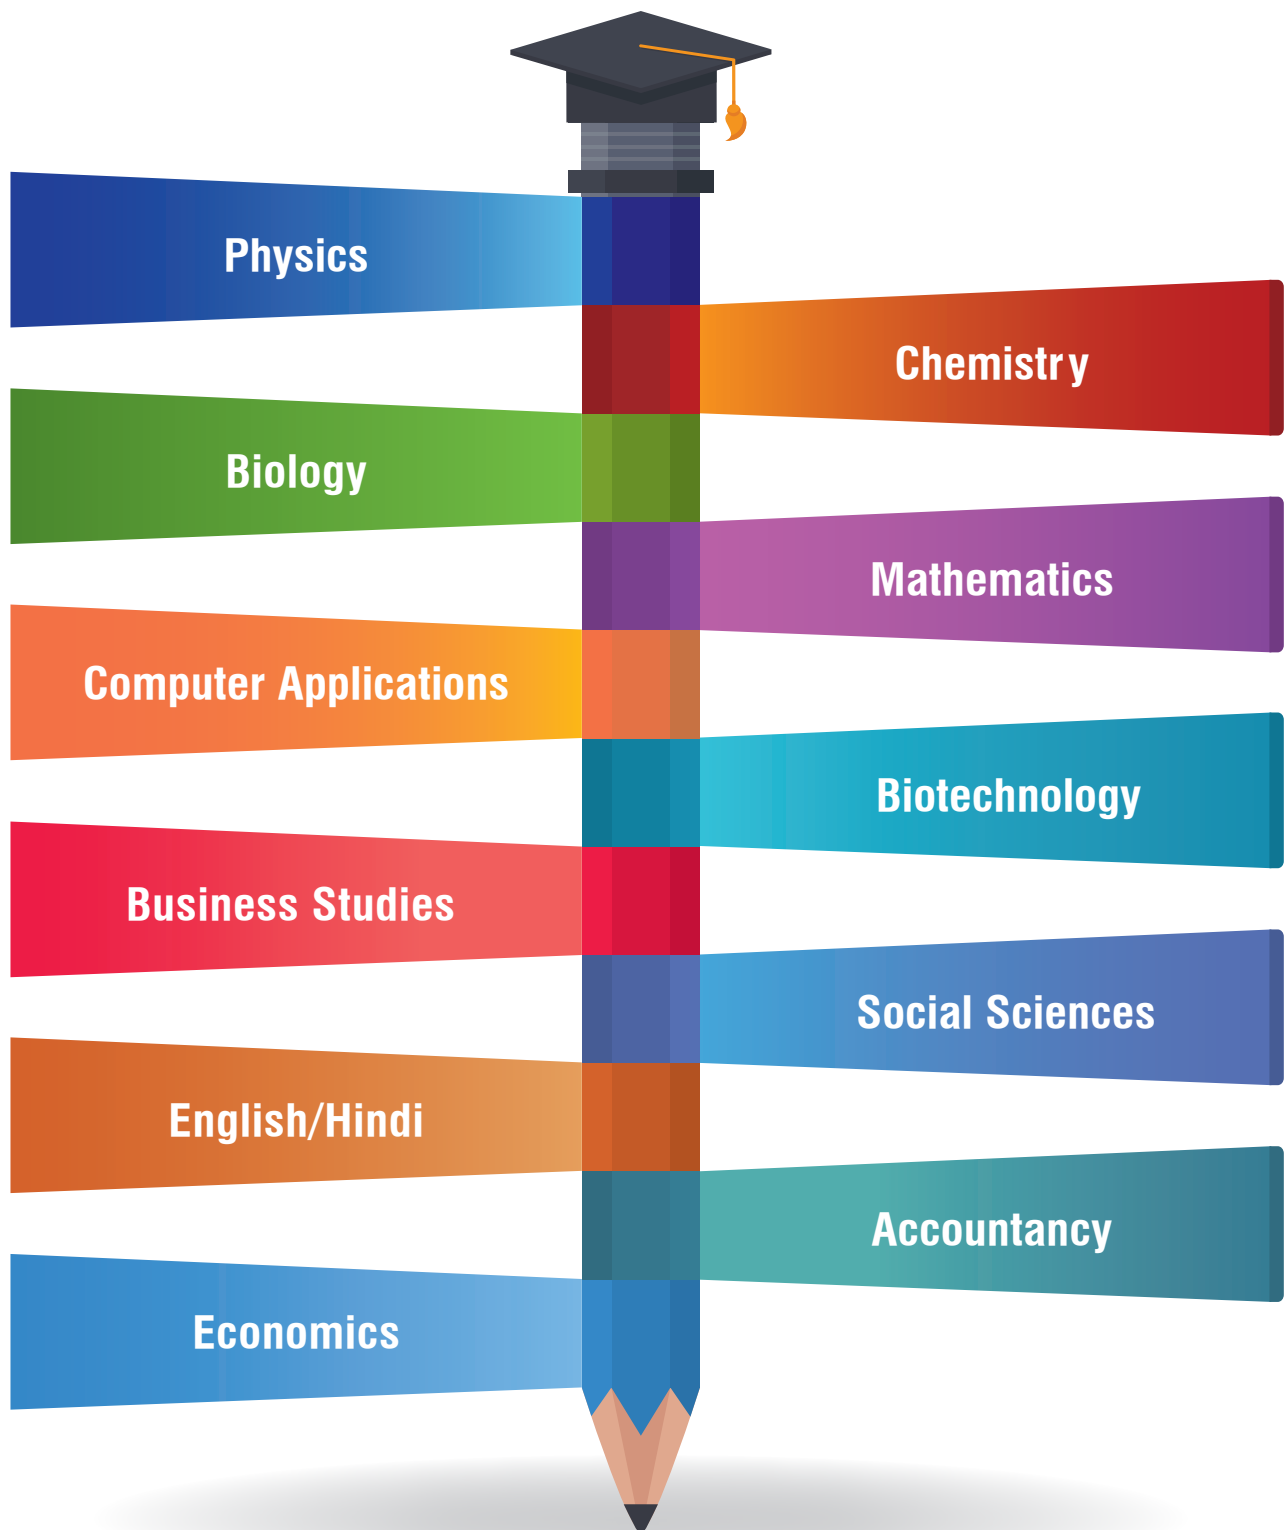 Physics
Chemistry
Biology
Mathematics
Computer Applications
Biotechnology
Business Studies
Social Sciences
English/Hindi
Accountancy
Economics